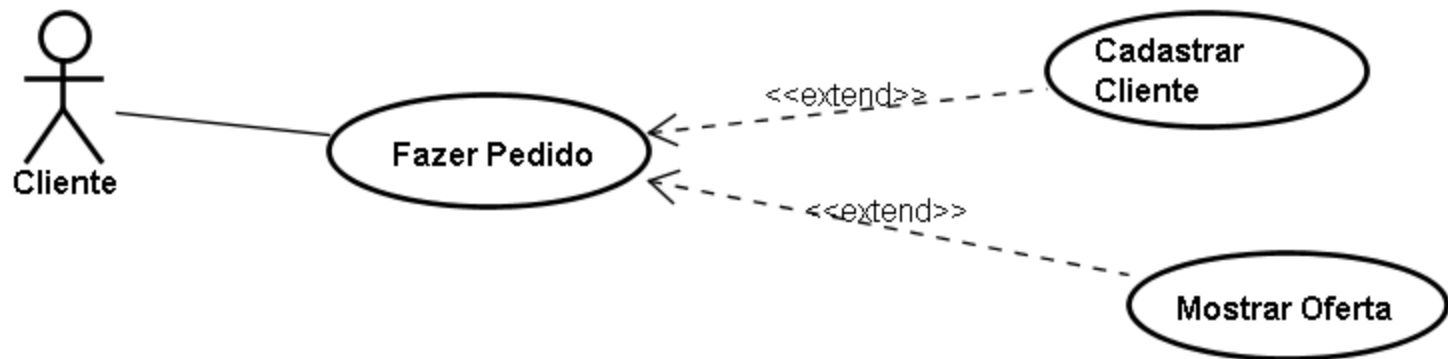 Cadastrar
Cliente
<<extend>>
Fazer Pedido
Cliente
<<extend>>
Mostrar Oferta